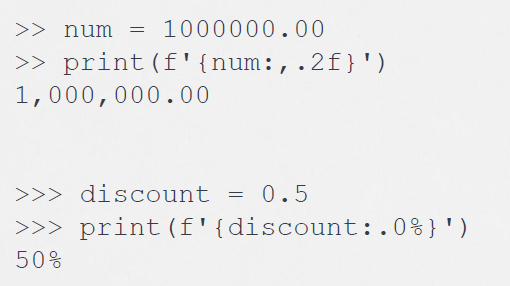 >> num = 1000000.00
>> print(f'{num:,.2f}')
1,000,000.00
>>> discount = 0.5
>>> print(f'{discount:.0%}')
50%